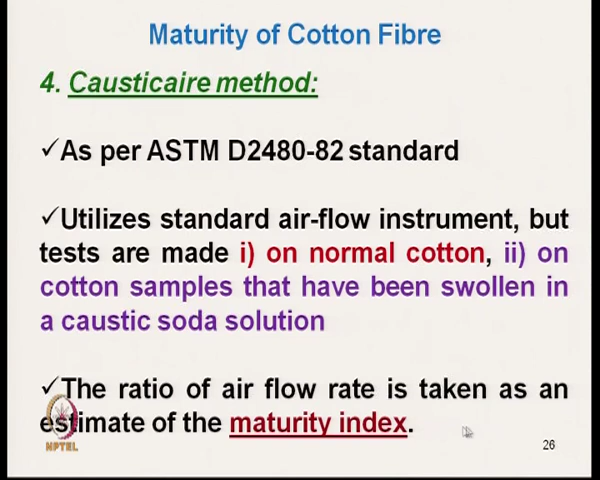 Maturity of Cotton Fibre
4. Causticaire method:
✓As per ASTM D2480-82 standard
✓Utilizes standard air-flow instrument, but
tests are made i) on normal cotton, ii) on
cotton samples that have been swollen in
a caustic soda solution
✓The ratio of air flow rate is taken as an
estimate of the maturity index.
NPTEL
26